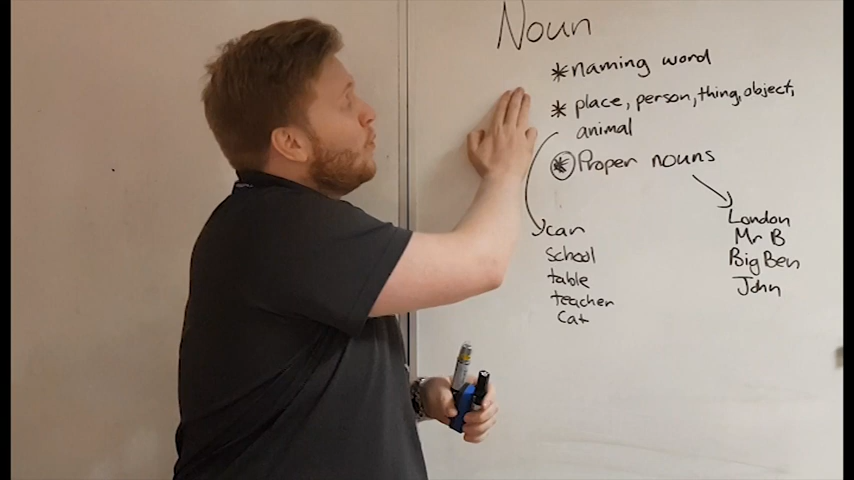 Noun
* naming word
* place, person, thing, object,
animal
* Proper nouns
car
school
table
teacher
cat
London
Mr B
Big Ben
John